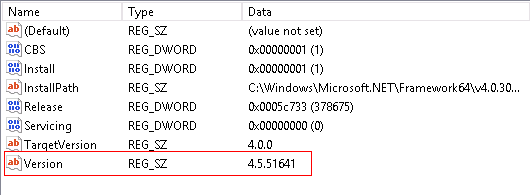 Name Type Data
(Default) REG_SZ (value not set)
CBS REG_DWORD 0x00000001 (1)
Install REG_DWORD 0x00000001 (1)
InstallPath REG_SZ C:\Windows\Microsoft.NET\Framework64\v4.0.30...
Release REG_DWORD 0x0005c733 (378675)
Servicing REG_DWORD 0x00000000 (0)
TargetVersion REG_SZ 4.0.0
Version REG_SZ 4.5.51641